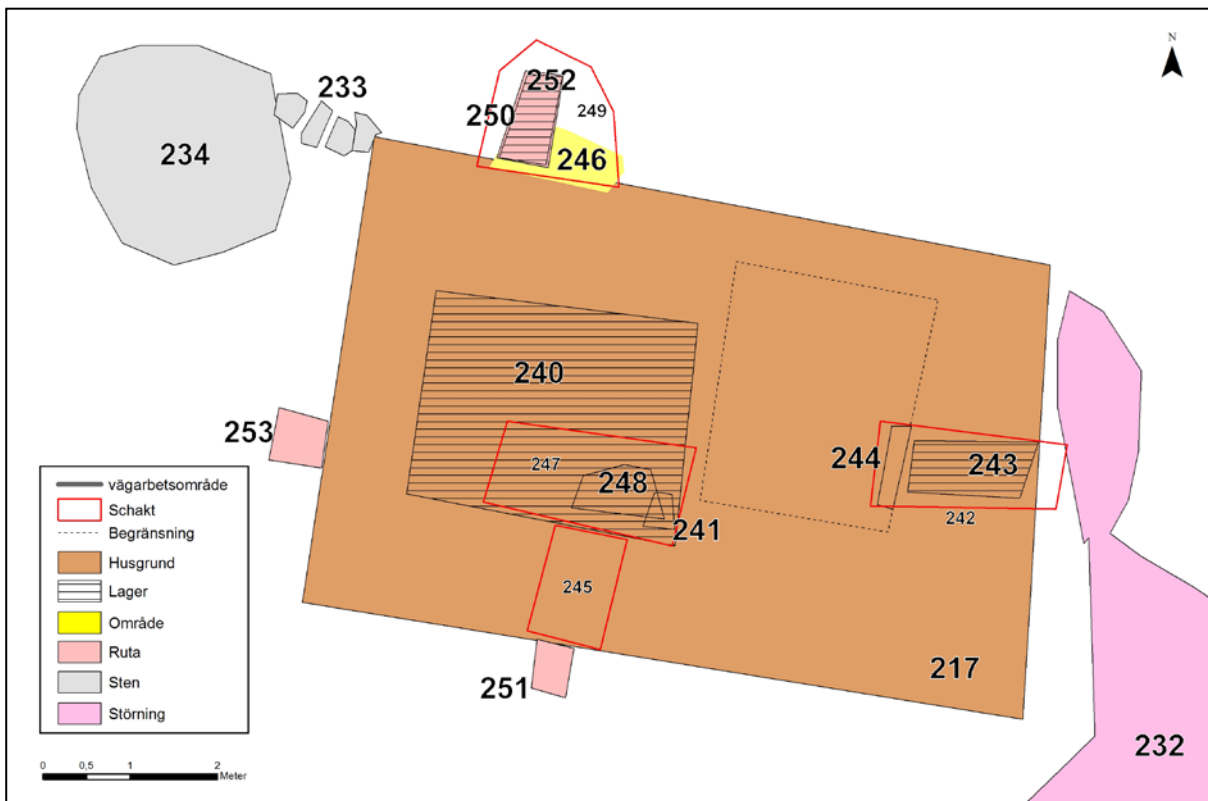 N
233
252
250
249
234
246
240
253
244
243
247
248
242
241
245
217
251
232
vägarbetsområde
Schakt
Begränsning
Husgrund
Lager
Område
Ruta
Sten
Störning
0 0,5 1 2
Meter